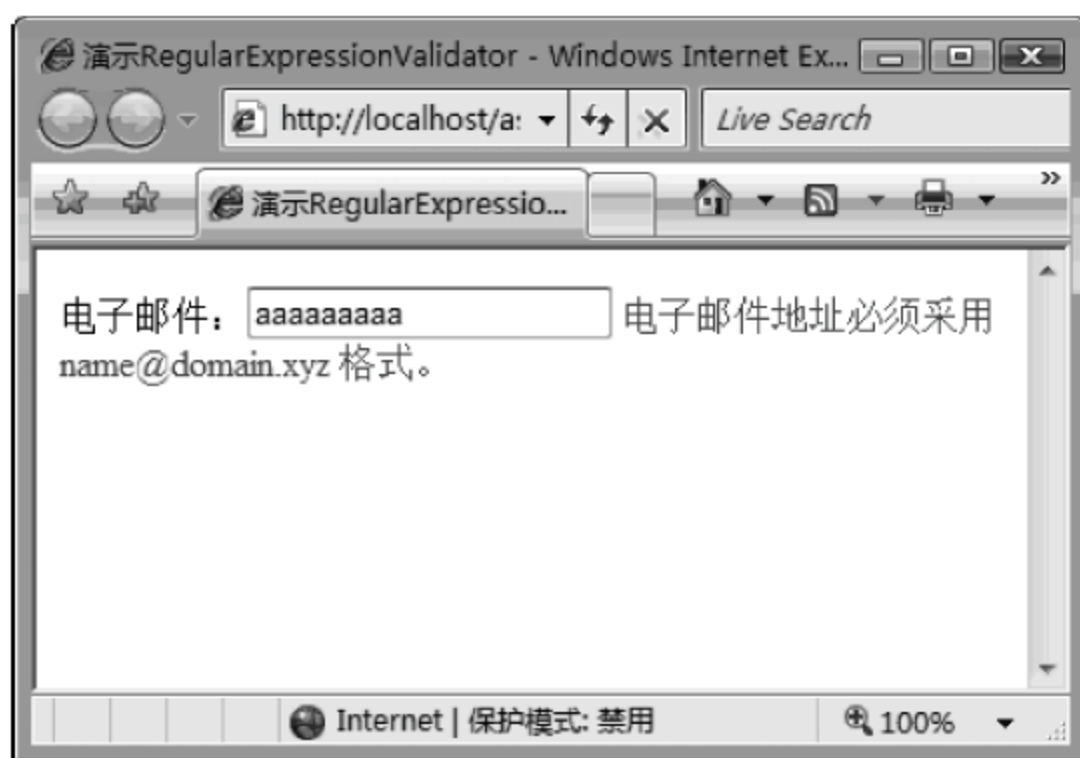 演示RegularExpressionValidator - Windows Internet Ex...
http://localhost/a: Live Search
演示RegularExpressio...
电子邮件： aaaaaaaaa 电子邮件地址必须采用
name@domain.xyz 格式。
Internet | 保护模式: 禁用 100%